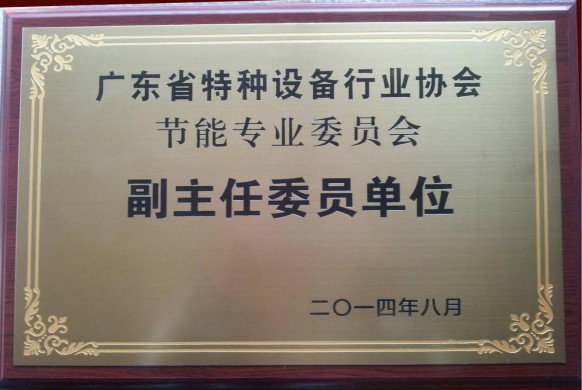 广东省特种设备行业协会
节能专业委员会
副主任委员单位
二〇一四年八月